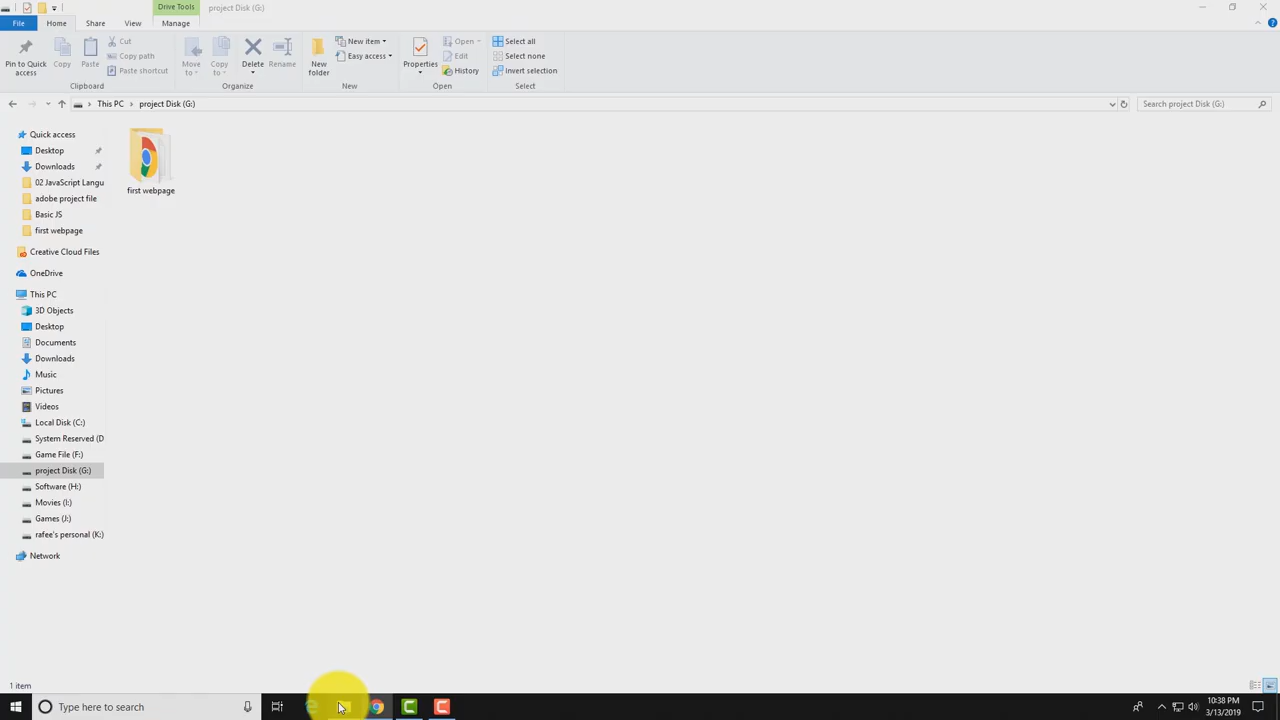 Drive Tools project Disk (G:)
File Home Share View Manage
Pin to Quick access
Copy
Paste
Cut
Copy path
Paste shortcut
Clipboard
Move to
Copy to
Delete
Rename
Organize
New folder
New item
Easy access
New
Properties
Open
Edit
History
Open
Select all
Select none
Invert selection
Select
This PC project Disk (G:)
Search project Disk (G:)
Quick access
Desktop
Downloads
02 JavaScript Langu
adobe project file
Basic JS
first webpage
Creative Cloud Files
OneDrive
This PC
3D Objects
Desktop
Documents
Downloads
Music
Pictures
Videos
Local Disk (C:)
System Reserved (D
Game File (F:)
project Disk (G:)
Software (H:)
Movies (I:)
Games (J:)
rafee's personal (K:)
Network
first webpage
1 item
Type here to search
10:38 PM
3/13/2019